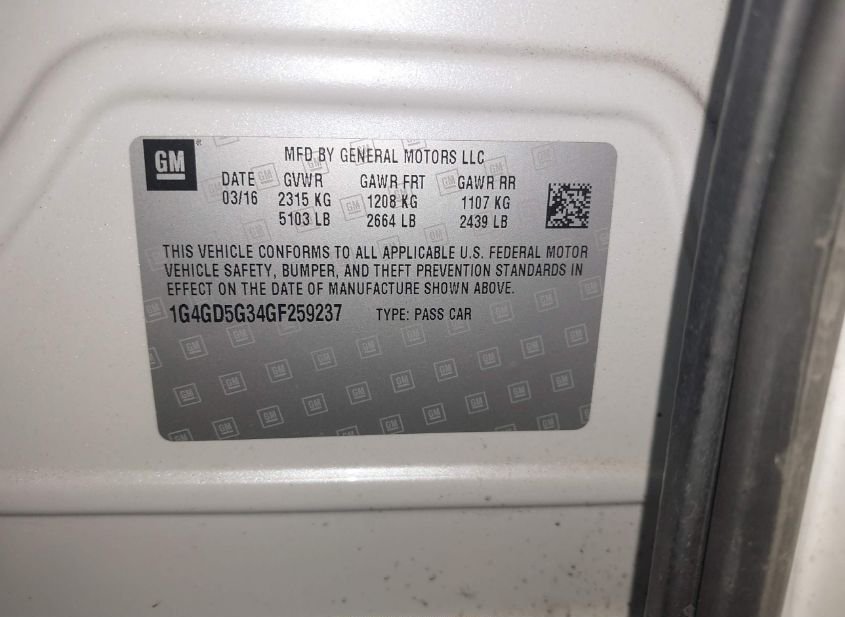 GM
MFD BY GENERAL MOTORS LLC
DATE GVWR GAWR FRT GAWR RR
03/16 2315 KG 1208 KG 1107 KG
5103 LB 2664 LB 2439 LB
THIS VEHICLE CONFORMS TO ALL APPLICABLE U.S. FEDERAL MOTOR
VEHICLE SAFETY, BUMPER, AND THEFT PREVENTION STANDARDS IN
EFFECT ON THE DATE OF MANUFACTURE SHOWN ABOVE.
1G4GD5G34GF259237 TYPE: PASS CAR